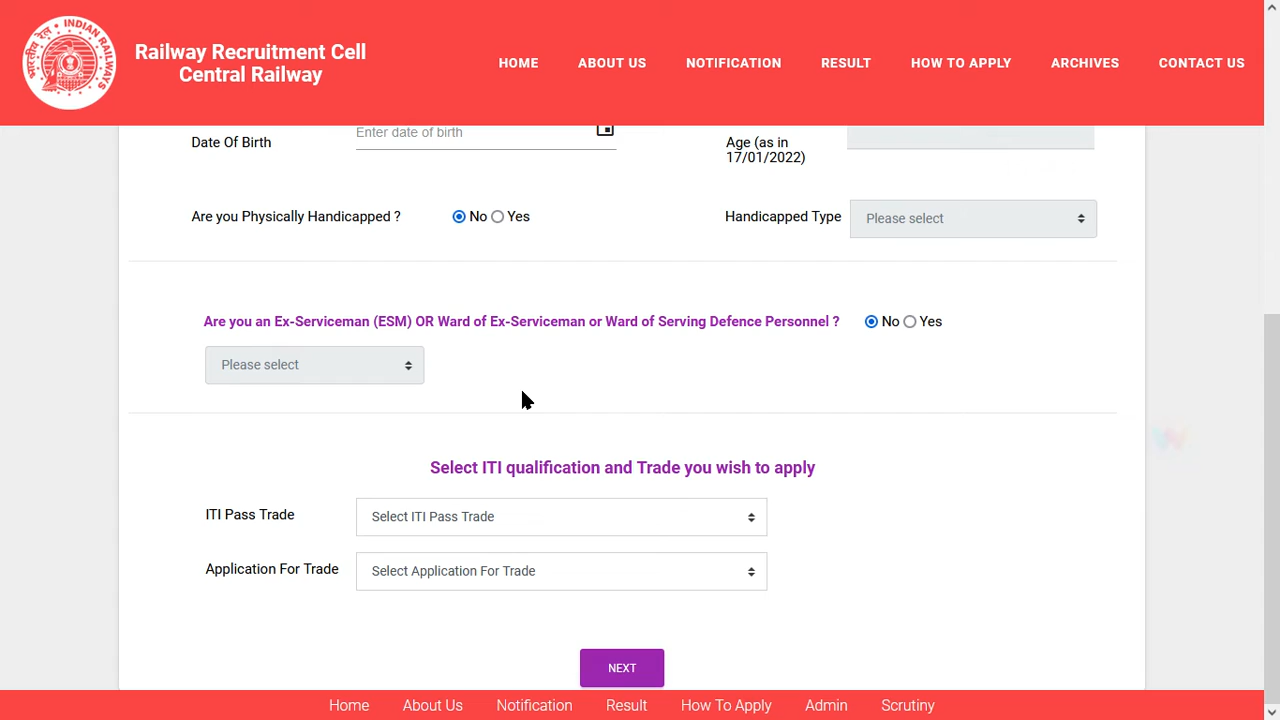 INDIAN RAILWAYS
भारतीय रेल
Railway Recruitment Cell
Central Railway
HOME ABOUT US NOTIFICATION RESULT HOW TO APPLY ARCHIVES CONTACT US
Date Of Birth Enter date of birth Age (as in
17/01/2022)
Are you Physically Handicapped ? No Yes Handicapped Type Please select
Are you an Ex-Serviceman (ESM) OR Ward of Ex-Serviceman or Ward of Serving Defence Personnel ? No Yes
Please select
Select ITI qualification and Trade you wish to apply
ITI Pass Trade Select ITI Pass Trade
Application For Trade Select Application For Trade
NEXT
Home About Us Notification Result How To Apply Admin Scrutiny